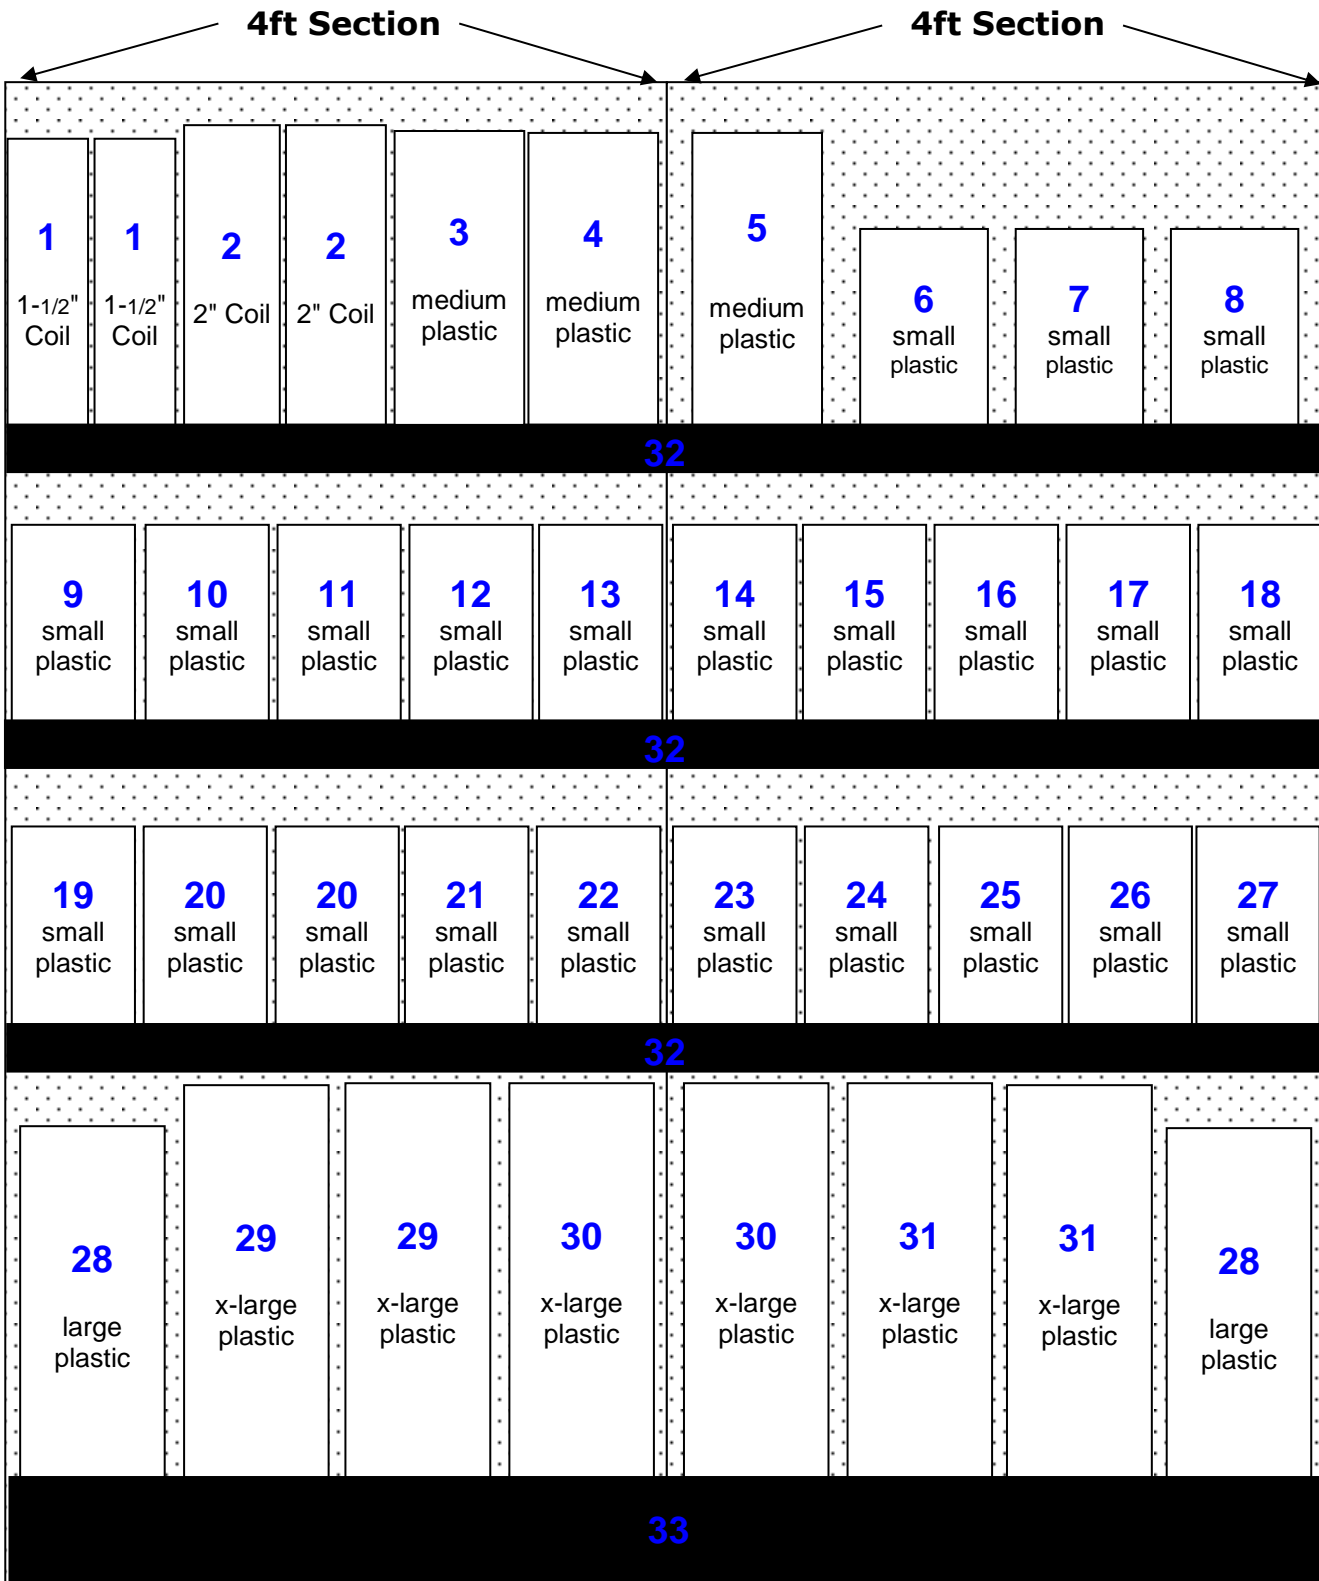 4ft Section 4ft Section
1 1 2 2 3 4 5 6 7 8
1-1/2" 1-1/2" 2" Coil 2" Coil medium medium medium small small small
Coil Coil plastic plastic plastic plastic plastic plastic
32
9 10 11 12 13 14 15 16 17 18
small small small small small small small small small small
plastic plastic plastic plastic plastic plastic plastic plastic plastic plastic
32
19 20 20 21 22 23 24 25 26 27
small small small small small small small small small small
plastic plastic plastic plastic plastic plastic plastic plastic plastic plastic
32
28 29 29 30 30 31 31 28
large x-large x-large x-large x-large x-large x-large large
plastic plastic plastic plastic plastic plastic plastic plastic
33